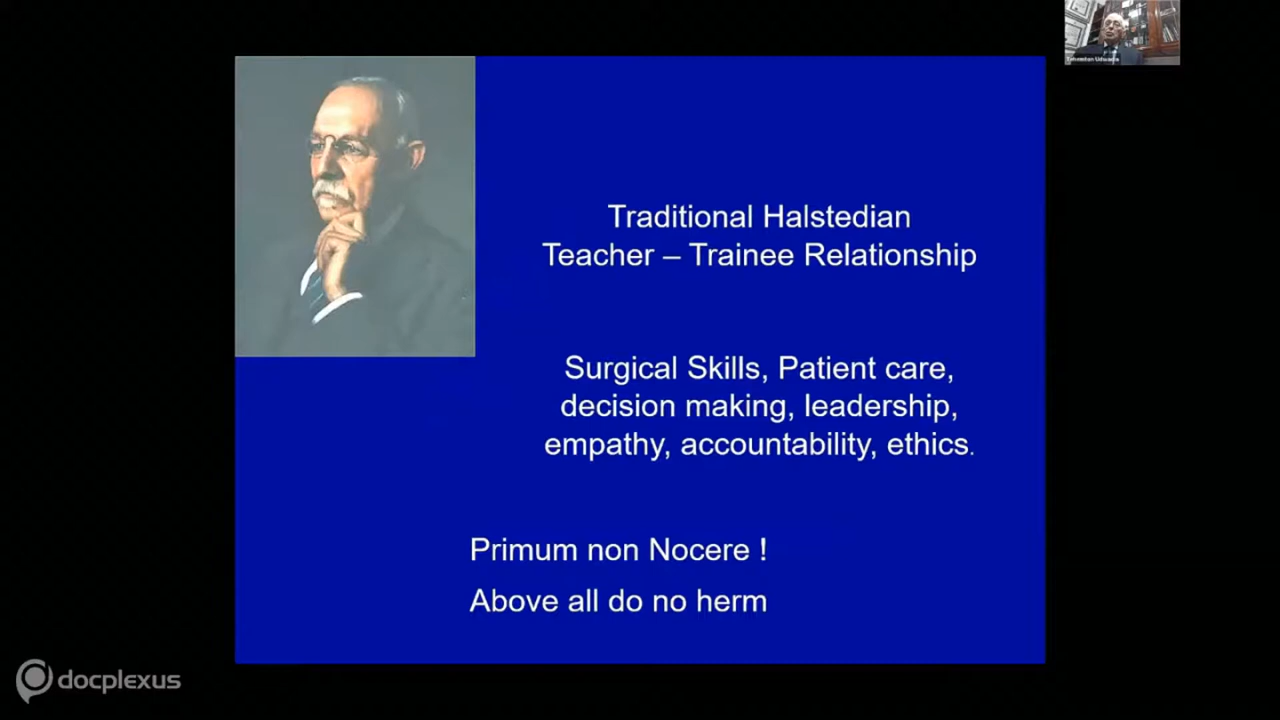 Traditional Halstedian
Teacher – Trainee Relationship
Surgical Skills, Patient care,
decision making, leadership,
empathy, accountability, ethics.
Primum non Nocere !
Above all do no herm
docplexus